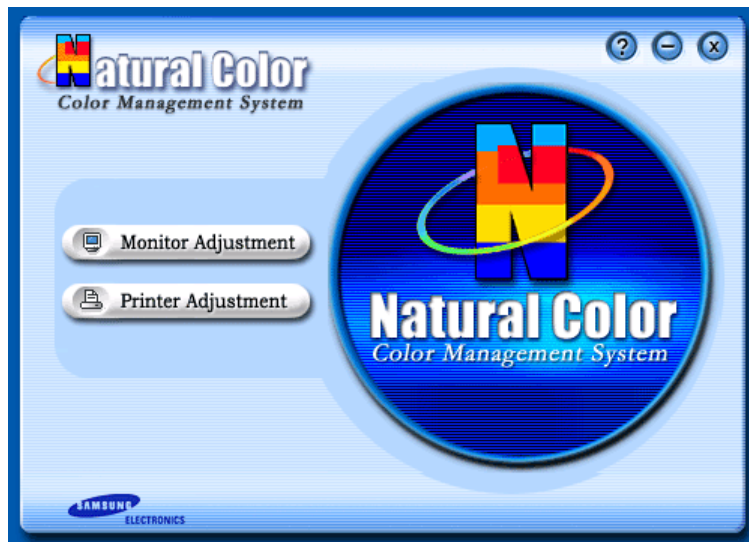 Natural Color
Color Management System
? – x
Monitor Adjustment
Printer Adjustment
N
Natural Color
Color Management System
SAMSUNG
ELECTRONICS